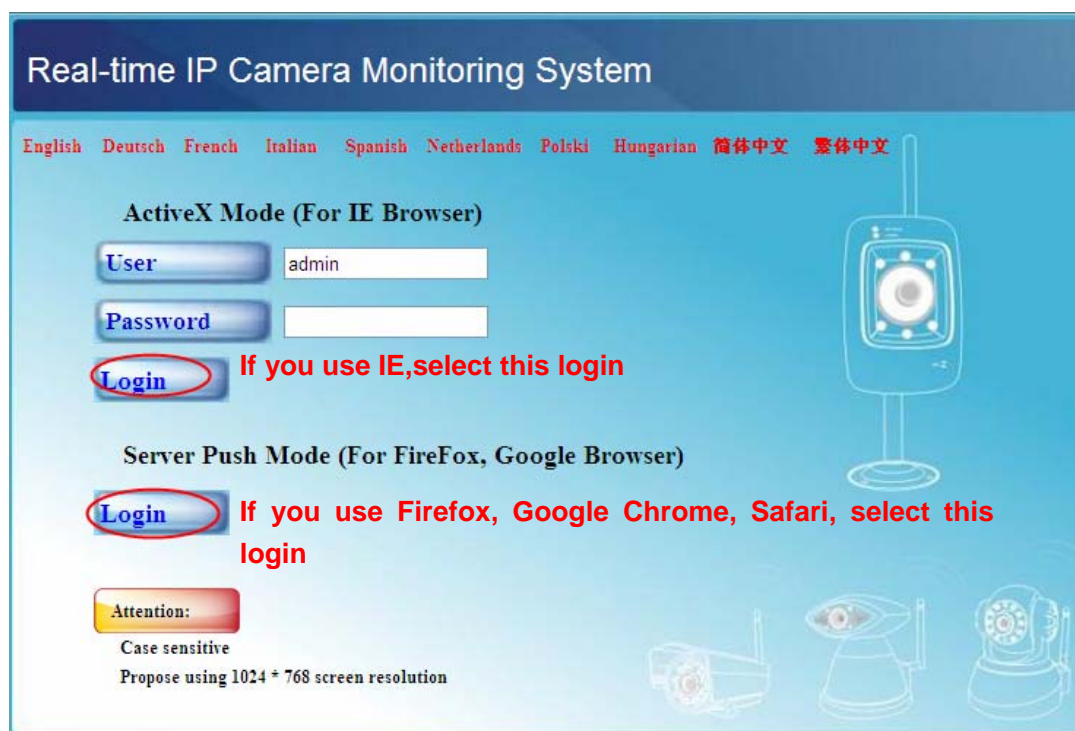 Real-time IP Camera Monitoring System
English Deutsch French Italian Spanish Netherlands Polski Hungarian 简体中文 繁体中文
ActiveX Mode (For IE Browser)
User admin
Password
Login If you use IE,select this login
Server Push Mode (For FireFox, Google Browser)
Login If you use Firefox, Google Chrome, Safari, select this
login
Attention:
Case sensitive
Propose using 1024 * 768 screen resolution